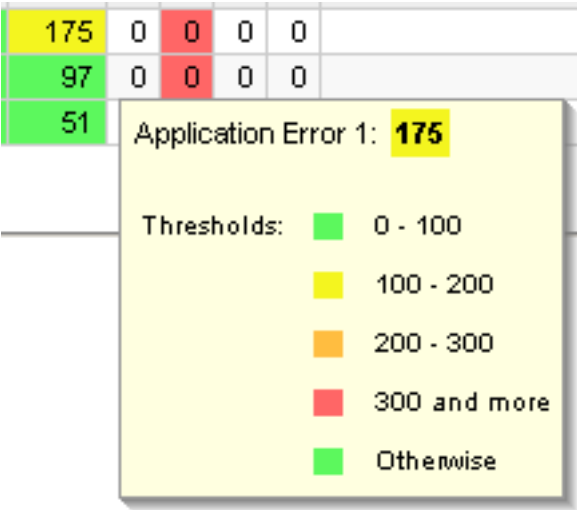 175 0 0 0 0
97 0 0 0 0
51
Application Error 1: 175
Thresholds: 0 - 100
100 - 200
200 - 300
300 and more
Otherwise